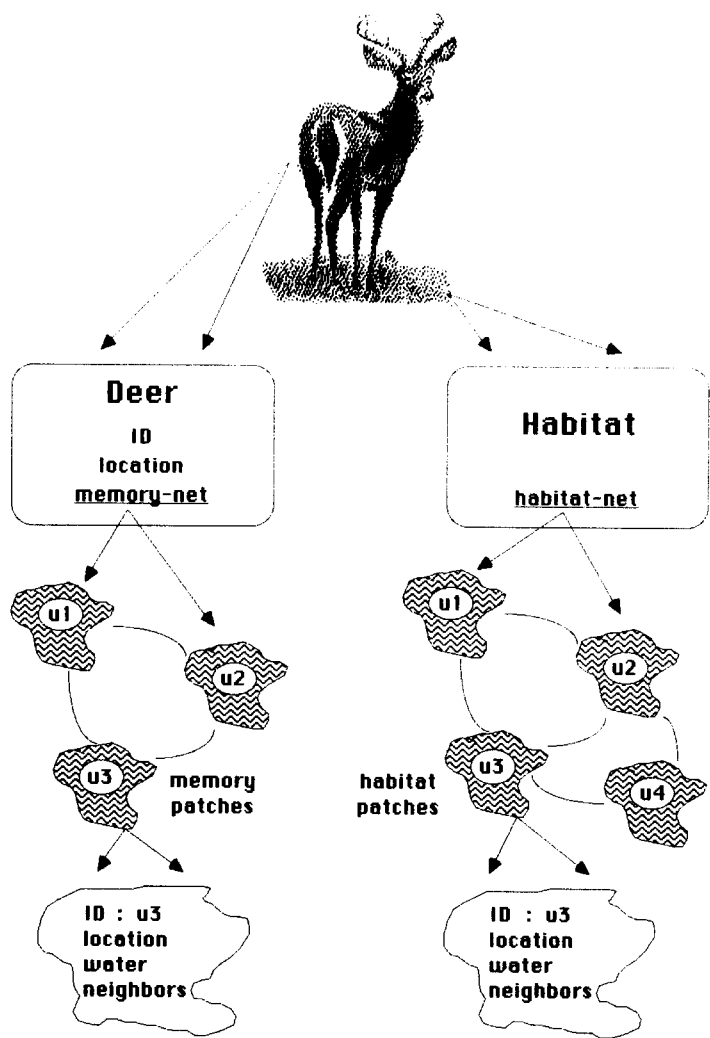 Deer
ID
location
memory-net
u1
u2
u3
memory
patches
ID : u3
location
water
neighbors
Habitat
habitat-net
u1
u2
u3
u4
habitat
patches
ID : u3
location
water
neighbors